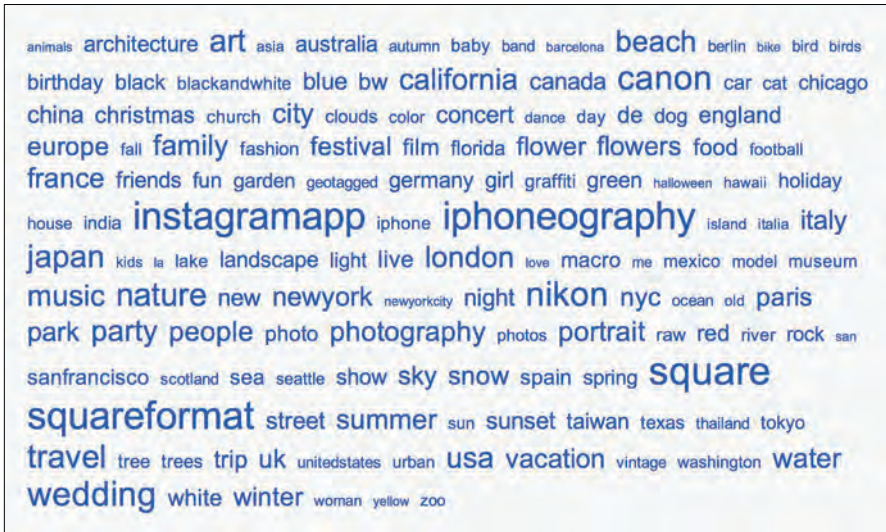 animals architecture art asia australia autumn baby band barcelona beach berlin bike bird birds
birthday black blackandwhite blue bw california canada canon car cat chicago
china christmas church city clouds color concert dance day de dog england
europe fall family fashion festival film florida flower flowers food football
france friends fun garden geotagged germany girl graffiti green halloween hawaii holiday
house india instagramapp iphone iphoneography island italia italy
japan kids la lake landscape light live london love macro me mexico model museum
music nature new newyork newyorkcity night nikon nyc ocean old paris
park party people photo photography photos portrait raw red river rock san
sanfrancisco scotland sea seattle show sky snow spain spring square
squareformat street summer sun sunset taiwan texas thailand tokyo
travel tree trees trip uk unitedstates urban usa vacation vintage washington water
wedding white winter woman yellow zoo